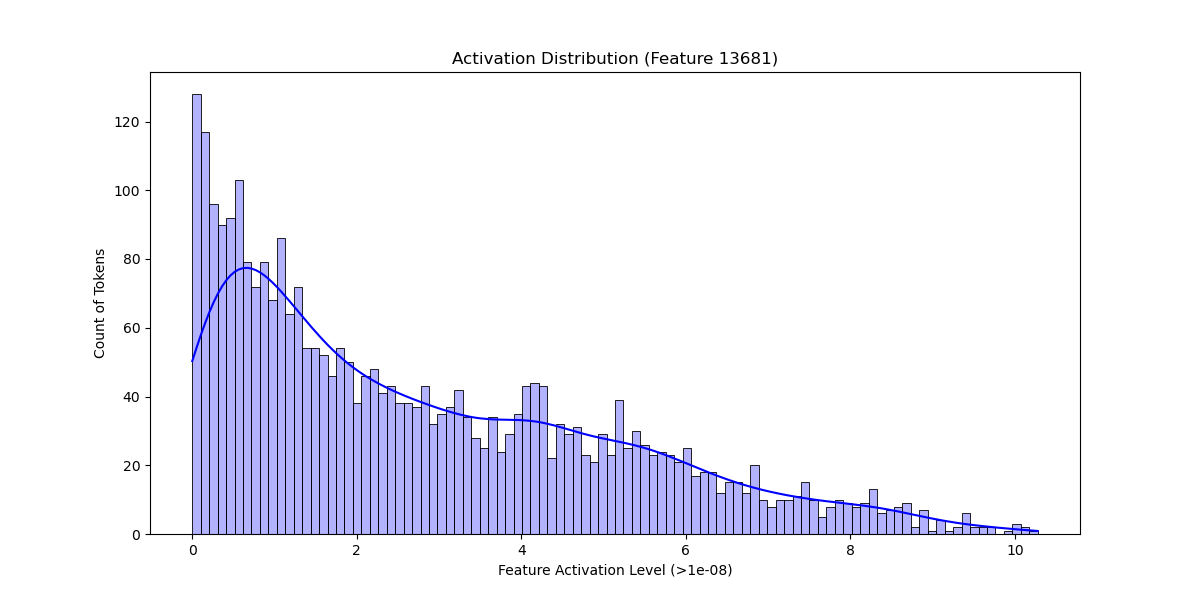 Activation Distribution (Feature 13681)
120
100
80
60
40
20
0
Count of Tokens
0 2 4 6 8 10
Feature Activation Level (>1e-08)